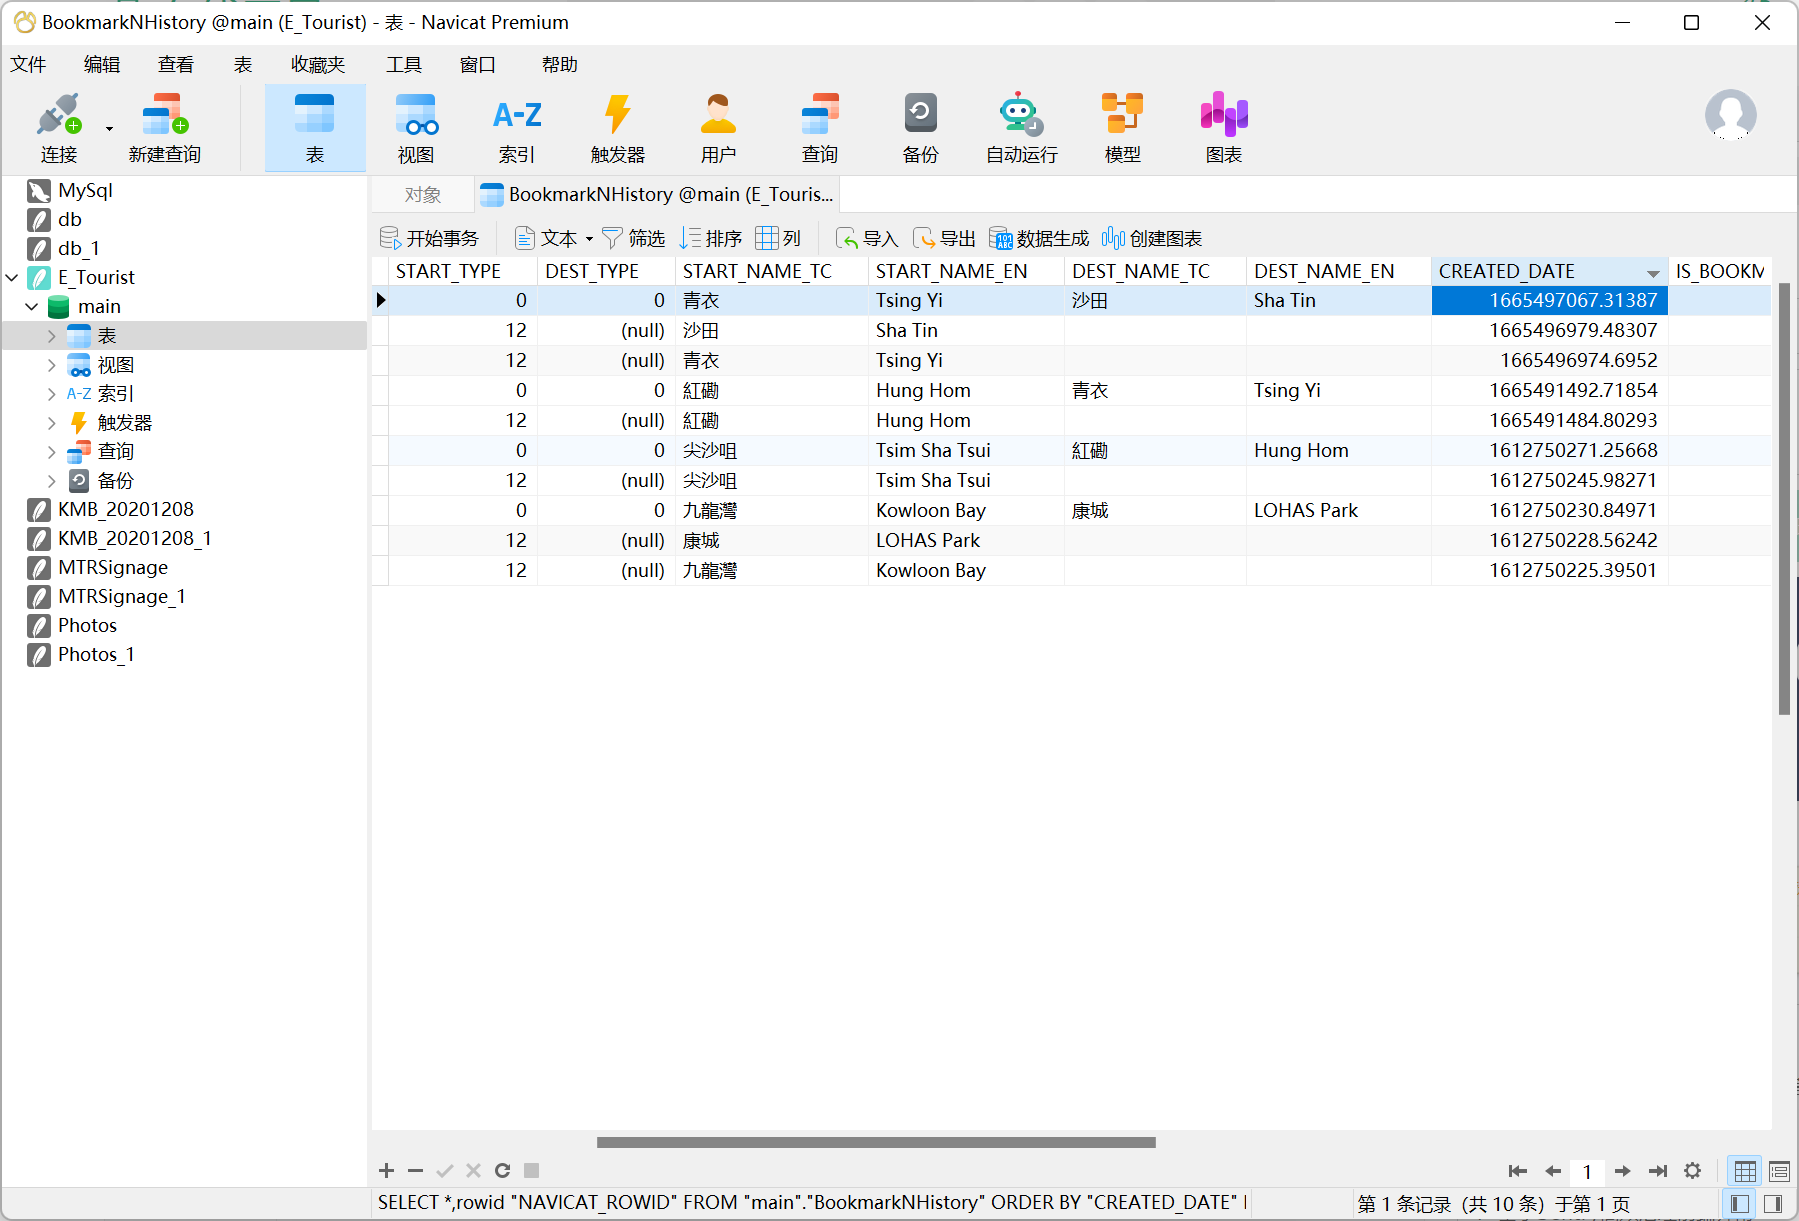 BookmarkNHistory @main (E_Tourist) - 表 - Navicat Premium
文件 编辑 查看 表 收藏夹 工具 窗口 帮助
连接 新建查询 表 视图 A-Z 索引 触发器 用户 查询 备份 自动运行 模型 图表
MySql
db
db_1
E_Tourist
main
表
视图
A-Z 索引
触发器
查询
备份
KMB_20201208
KMB_20201208_1
MTRSignage
MTRSignage_1
Photos
Photos_1
对象 BookmarkNHistory @main (E_Touris...
开始事务 文本 筛选 排序 列 导入 导出 数据生成 创建图表
START_TYPE DEST_TYPE START_NAME_TC START_NAME_EN DEST_NAME_TC DEST_NAME_EN CREATED_DATE IS_BOOKM
0 0 青衣 Tsing Yi 沙田 Sha Tin 1665497067.31387
12 (null) 沙田 Sha Tin 1665496979.48307
12 (null) 青衣 Tsing Yi 1665496974.6952
0 0 紅磡 Hung Hom 青衣 Tsing Yi 1665491492.71854
12 (null) 紅磡 Hung Hom 1665491484.80293
0 0 尖沙咀 Tsim Sha Tsui 紅磡 Hung Hom 1612750271.25668
12 (null) 尖沙咀 Tsim Sha Tsui 1612750245.98271
0 0 九龍灣 Kowloon Bay 康城 LOHAS Park 1612750230.84971
12 (null) 康城 LOHAS Park 1612750228.56242
12 (null) 九龍灣 Kowloon Bay 1612750225.39501
1
SELECT *,rowid "NAVICAT_ROWID" FROM "main"."BookmarkNHistory" ORDER BY "CREATED_DATE"
第 1 条记录 (共 10 条) 于第 1 页